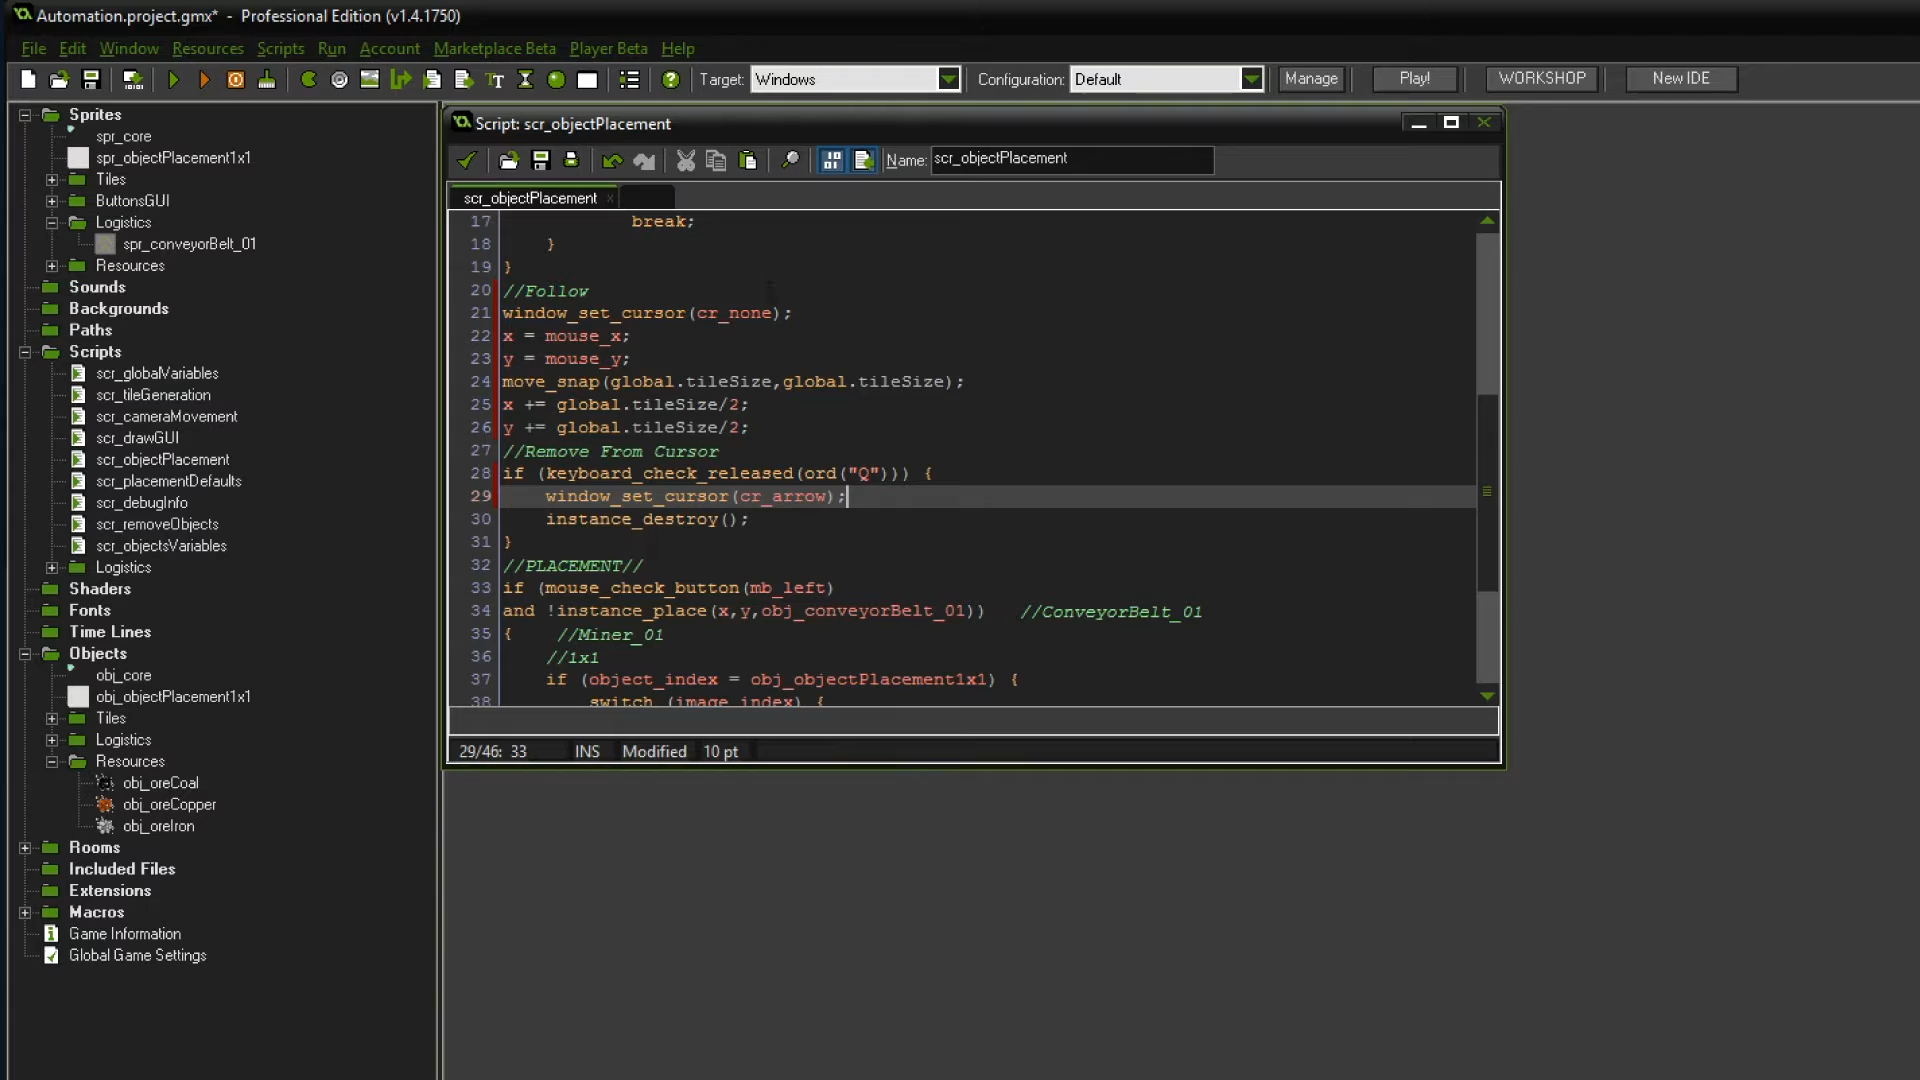 Automation.project.gmx*  -  Professional Edition (v1.4.1750)
File Edit Window Resources Scripts Run Account Marketplace Beta Player Beta Help
Target: Windows Configuration: Default Manage Play! WORKSHOP New IDE
Sprites
spr_core
spr_objectPlacement1x1
Tiles
ButtonsGUI
Logistics
spr_conveyorBelt_01
Resources
Sounds
Backgrounds
Paths
Scripts
scr_globalVariables
scr_tileGeneration
scr_cameraMovement
scr_drawGUI
scr_objectPlacement
scr_placementDefaults
scr_debugInfo
scr_removeObjects
scr_objectsVariables
Logistics
Shaders
Fonts
Time Lines
Objects
obj_core
obj_objectPlacement1x1
Tiles
Logistics
Resources
obj_oreCoal
obj_oreCopper
obj_oreIron
Rooms
Included Files
Extensions
Macros
Game Information
Global Game Settings
Script: scr_objectPlacement
Name: scr_objectPlacement
scr_objectPlacement
17 break;
18 }
19 }
20 //Follow
21 window_set_cursor(cr_none);
22 x = mouse_x;
23 y = mouse_y;
24 move_snap(global.tileSize,global.tileSize);
25 x += global.tileSize/2;
26 y += global.tileSize/2;
27 //Remove From Cursor
28 if (keyboard_check_released(ord("Q"))) {
29 window_set_cursor(cr_arrow);
30 instance_destroy();
31 }
32 //PLACEMENT//
33 if (mouse_check_button(mb_left)
34 and !instance_place(x,y,obj_conveyorBelt_01)) //ConveyorBelt_01
35 { //Miner_01
36 //1x1
37 if (object_index = obj_objectPlacement1x1) {
38 switch (image_index) {
29/46: 33 INS Modified 10 pt